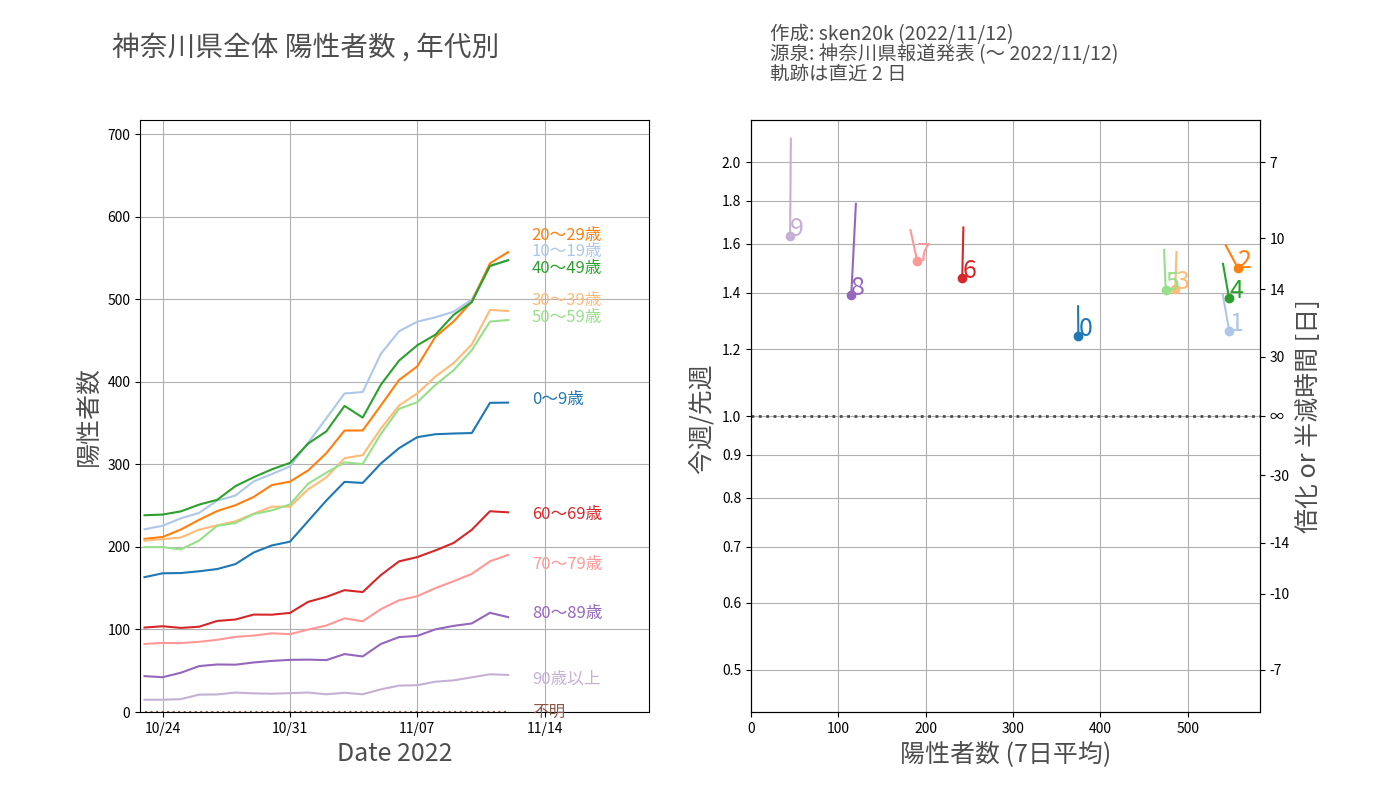 神奈川県全体 陽性者数 , 年代別
作成: sken20k (2022/11/12)
源泉: 神奈川県報道発表 (〜 2022/11/12)
軌跡は直近 2 日
陽性者数
700
600
500
400
300
200
100
0
20〜29歳
10〜19歳
40〜49歳
30〜39歳
50〜59歳
0〜9歳
60〜69歳
70〜79歳
80〜89歳
90歳以上
不明
10/24
10/31
11/07
11/14
Date 2022
今週/先週
2.0
1.8
1.6
1.4
1.2
1.0
0.9
0.8
0.7
0.6
0.5
9
8
7
6
0
5
3
2
4
1
7
10
14
30
∞
-30
-14
-10
-7
倍化 or 半減時間 [日]
0
100
200
300
400
500
陽性者数 (7日平均)